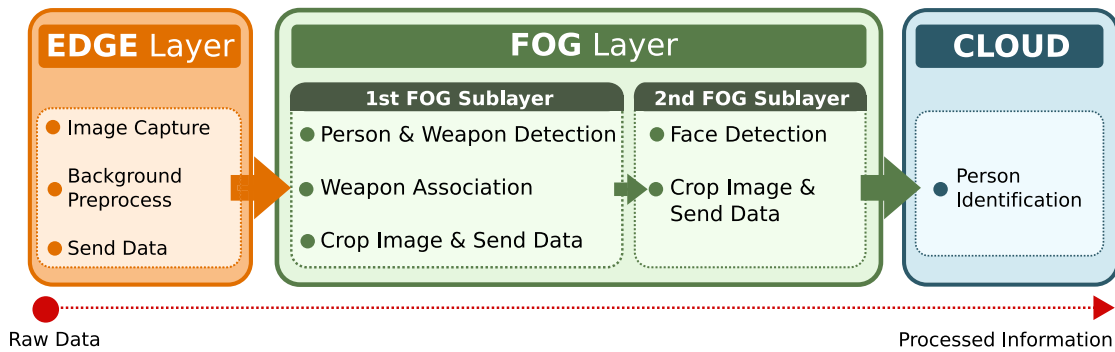 EDGE Layer
Image Capture
Background
Preprocess
Send Data
FOG Layer
1st FOG Sublayer
Person & Weapon Detection
Weapon Association
Crop Image & Send Data
2nd FOG Sublayer
Face Detection
Crop Image &
Send Data
CLOUD
Person
Identification
Raw Data
Processed Information